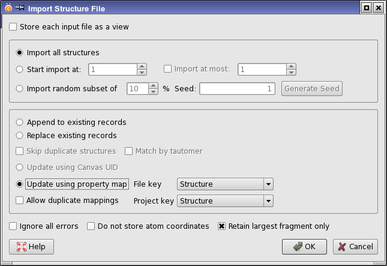 Import Structure File
Store each input file as a view
Import all structures
Start import at: 1 Import at most: 1
Import random subset of 10 % Seed: 1 Generate Seed
Append to existing records
Replace existing records
Skip duplicate structures Match by tautomer
Update using Canvas UID
Update using property map File key Structure
Allow duplicate mappings Project key Structure
Ignore all errors Do not store atom coordinates Retain largest fragment only
Help OK Cancel